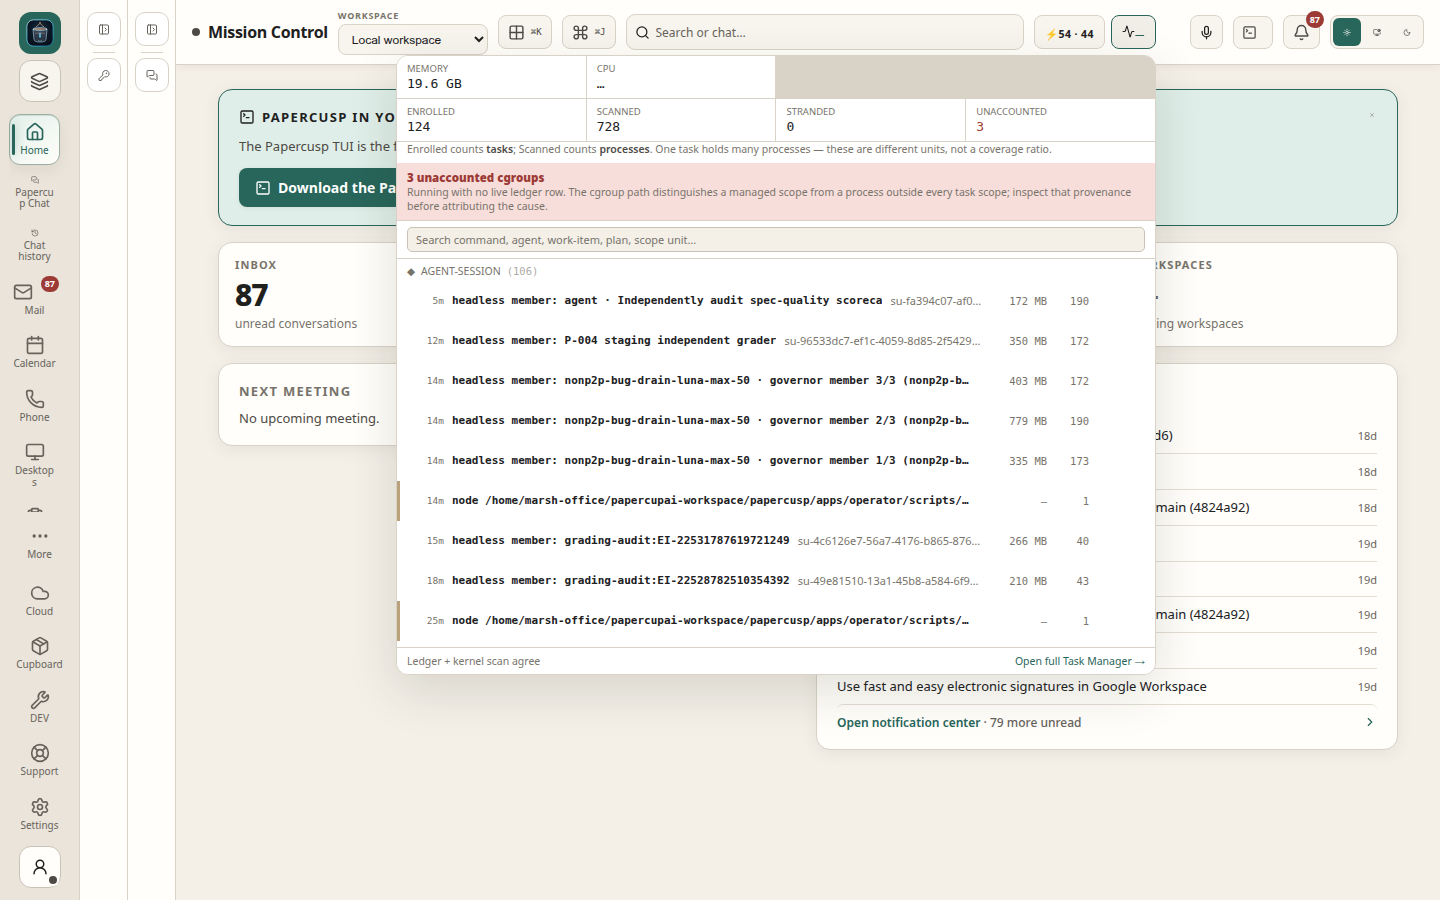 Home
Papercu
p Chat
Chat
history
87
Mail
Calendar
Phone
Desktop
s
More
Cloud
Cupboard
DEV
Support
Settings
Mission Control
WORKSPACE
Local workspace
⌘K
⌘J
Search or chat...
⚡54 · 44
87
PAPERCUSP IN YO
The Papercusp TUI is the f
Download the Pa
INBOX
87
unread conversations
NEXT MEETING
No upcoming meeting.
MEMORY
19.6 GB
CPU
…
ENROLLED
124
SCANNED
728
STRANDED
0
UNACCOUNTED
3
Enrolled counts tasks; Scanned counts processes. One task holds many processes — these are different units, not a coverage ratio.
3 unaccounted cgroups
Running with no live ledger row. The cgroup path distinguishes a managed scope from a process outside every task scope; inspect that provenance
before attributing the cause.
Search command, agent, work-item, plan, scope unit...
◆ AGENT-SESSION (106)
5m headless member: agent · Independently audit spec-quality scoreca su-fa394c07-af0… 172 MB 190
12m headless member: P-004 staging independent grader su-96533dc7-ef1c-4059-8d85-2f5429… 350 MB 172
14m headless member: nonp2p-bug-drain-luna-max-50 · governor member 3/3 (nonp2p-b… 403 MB 172
14m headless member: nonp2p-bug-drain-luna-max-50 · governor member 2/3 (nonp2p-b… 779 MB 190
14m headless member: nonp2p-bug-drain-luna-max-50 · governor member 1/3 (nonp2p-b… 335 MB 173
14m node /home/marsh-office/papercupai-workspace/papercusp/apps/operator/scripts/… — 1
15m headless member: grading-audit:EI-22531787619721249 su-4c6126e7-56a7-4176-b865-876… 266 MB 40
18m headless member: grading-audit:EI-22528782510354392 su-49e81510-13a1-45b8-a584-6f9… 210 MB 43
25m node /home/marsh-office/papercupai-workspace/papercusp/apps/operator/scripts/… — 1
Ledger + kernel scan agree
Open full Task Manager →
RKSPACES
ing workspaces
d6) 18d
18d
main (4824a92) 18d
19d
19d
main (4824a92) 19d
19d
Use fast and easy electronic signatures in Google Workspace 19d
Open notification center · 79 more unread